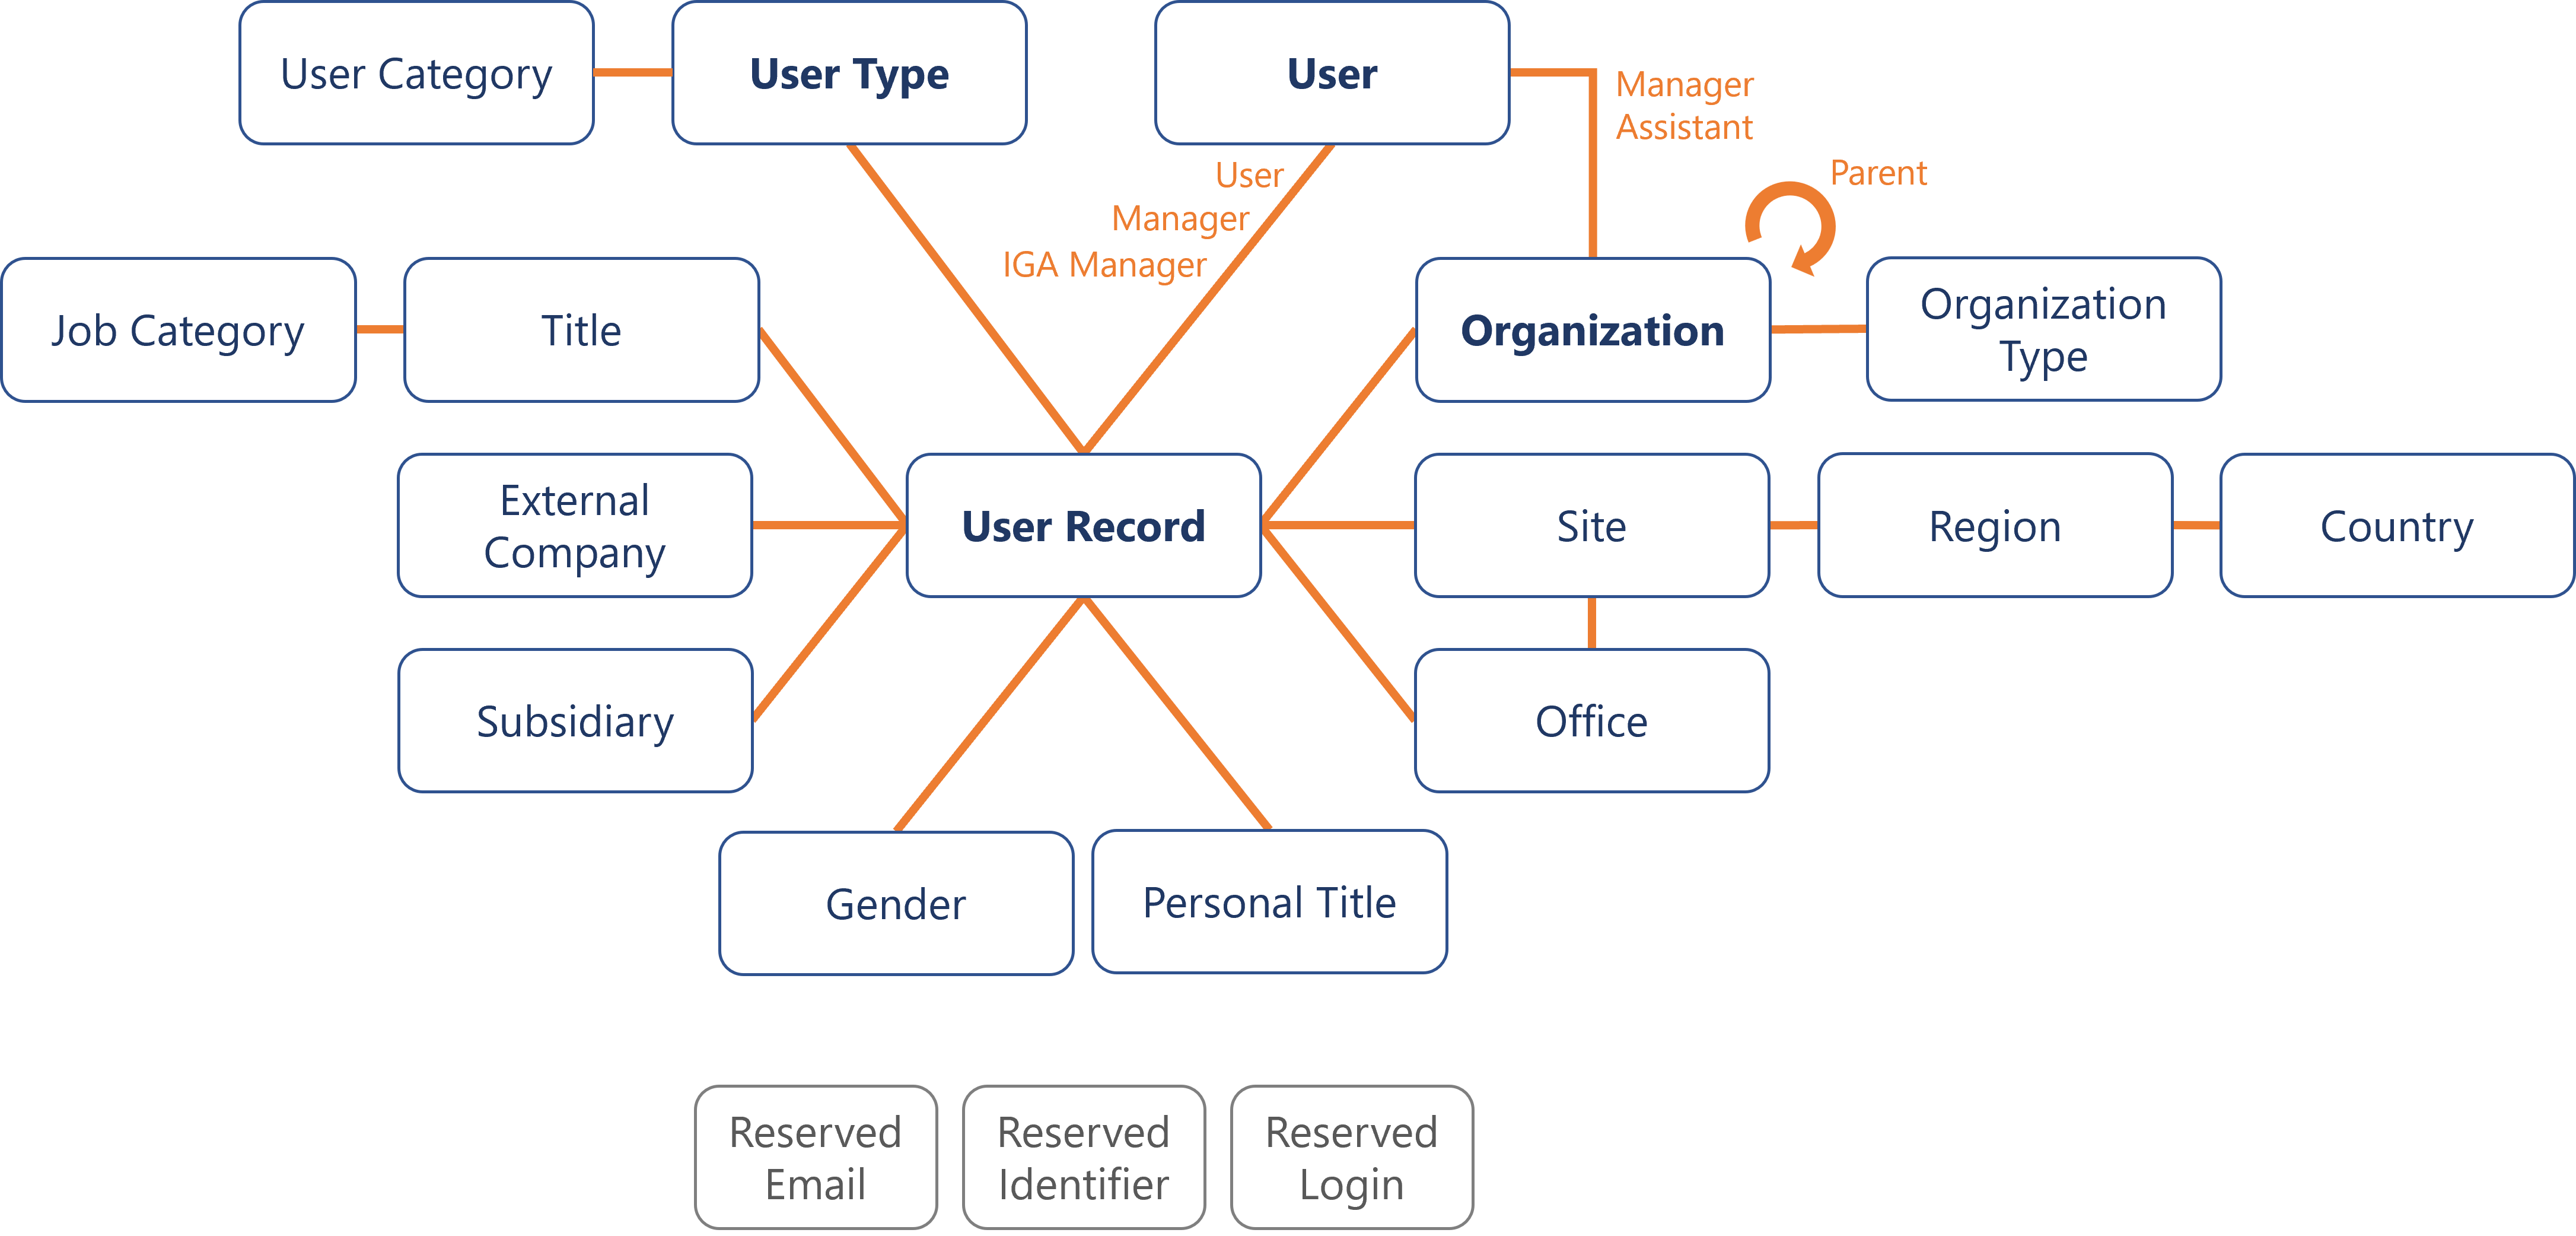 User Category
User Type
User
Manager
Assistant
Parent
User
Manager
IGA Manager
Job Category
Title
Organization
Organization
Type
External
Company
User Record
Site
Region
Country
Subsidiary
Office
Gender
Personal Title
Reserved
Email
Reserved
Identifier
Reserved
Login